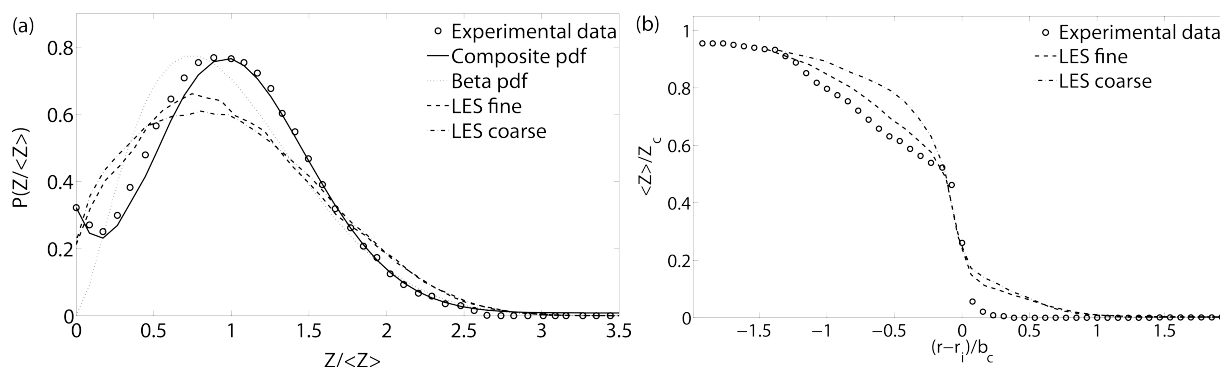 (a)
P(Z/<Z>)
0.8
0.6
0.4
0.2
0
0 0.5 1 1.5 2 2.5 3 3.5
Z/<Z>
Experimental data
Composite pdf
Beta pdf
LES fine
LES coarse
(b)
<Z>/Z_c
1
0.8
0.6
0.4
0.2
0
−1.5 −1 −0.5 0 0.5 1 1.5
(r−r_i)/b_c
Experimental data
LES fine
LES coarse